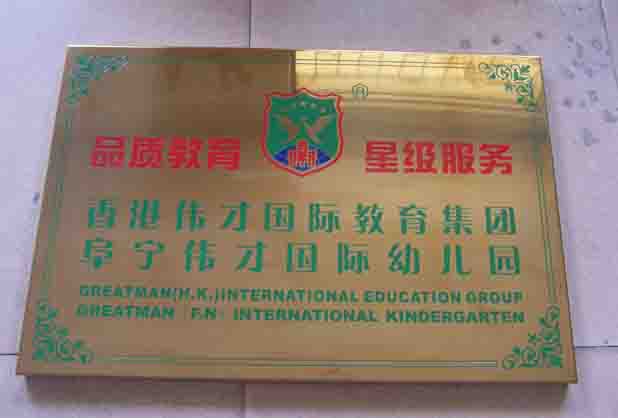 品质教育 ® 星级服务
香港伟才国际教育集团
阜宁伟才国际幼儿园
GREATMAN(H.K.)INTERNATIONAL EDUCATION GROUP
GREATMAN (F.N) INTERNATIONAL KINDERGARTEN